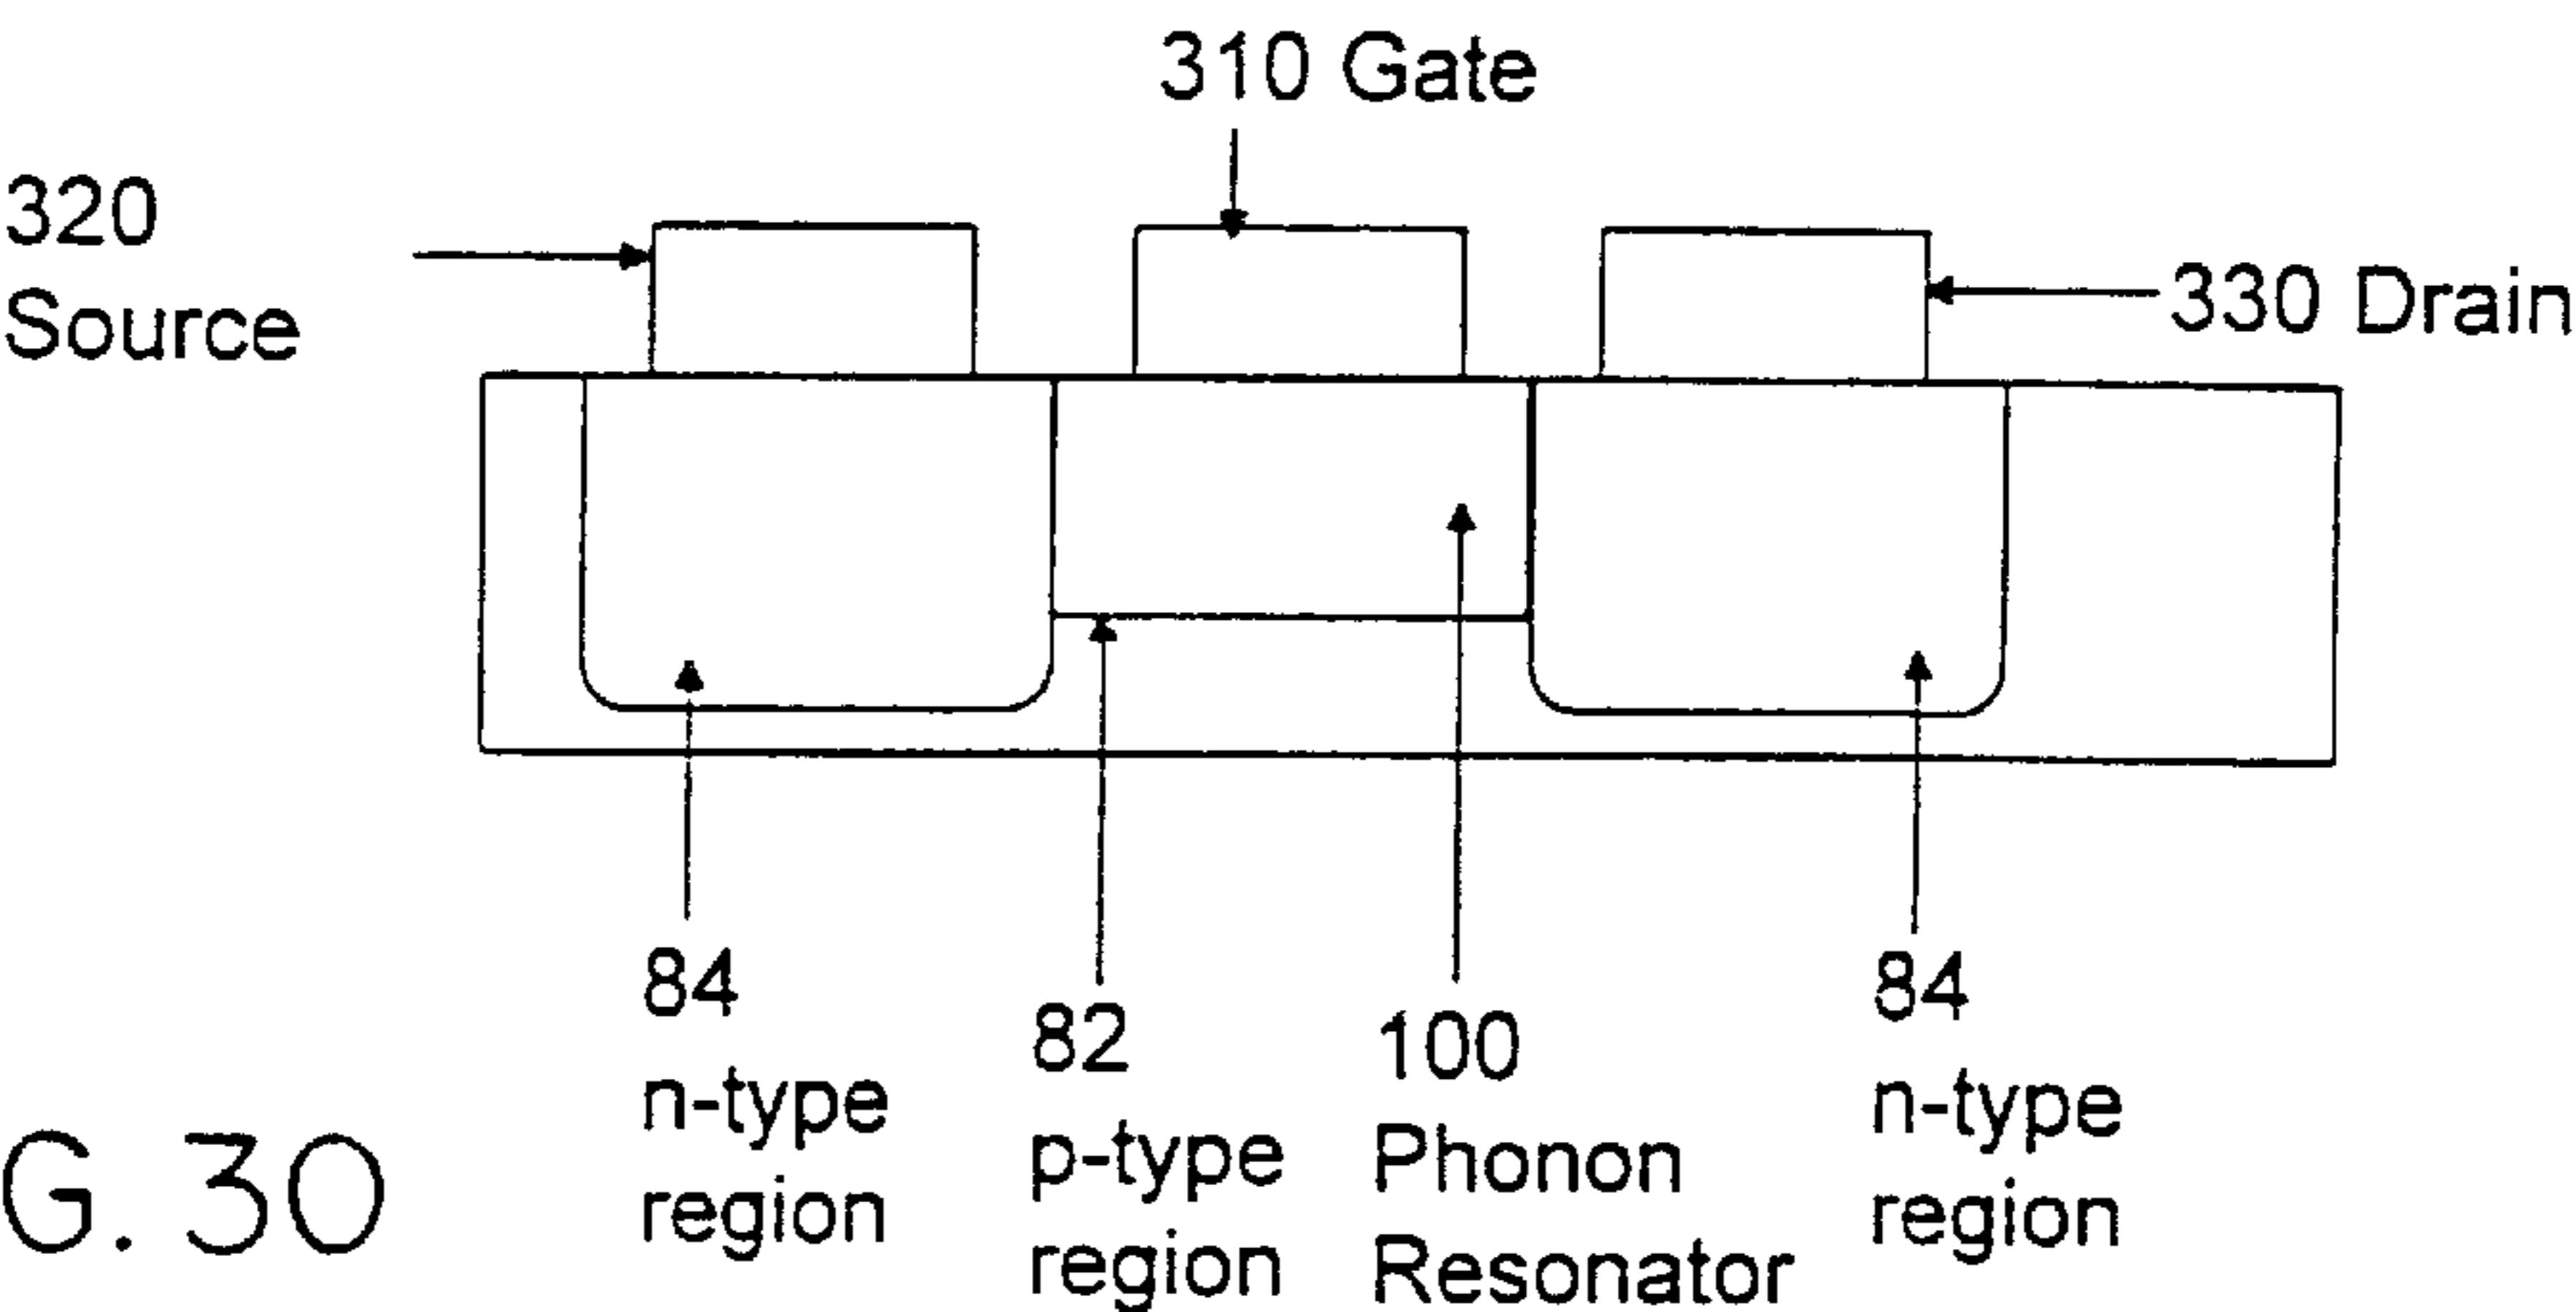 310 Gate
320
Source
330 Drain
84
n-type
region
82
p-type
region
100
Phonon
Resonator
84
n-type
region
G. 30